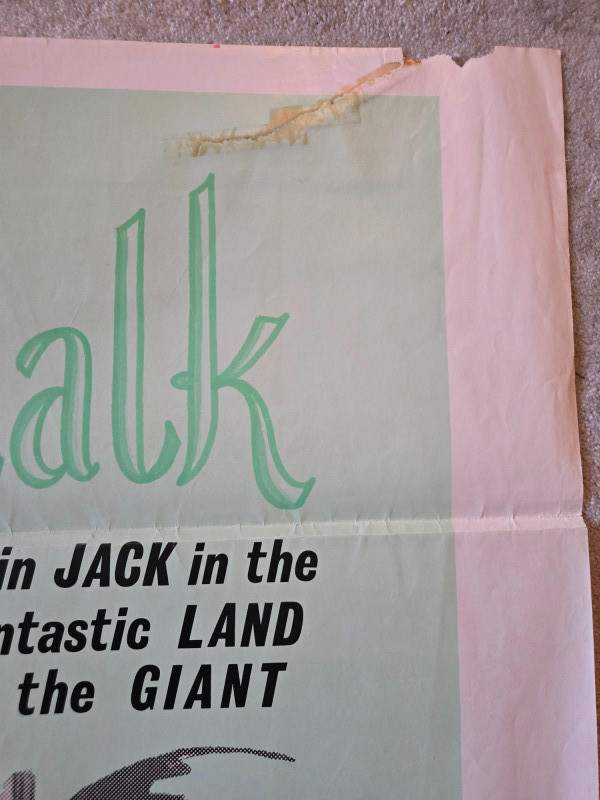 alk
in JACK in the
ntastic LAND
the GIANT